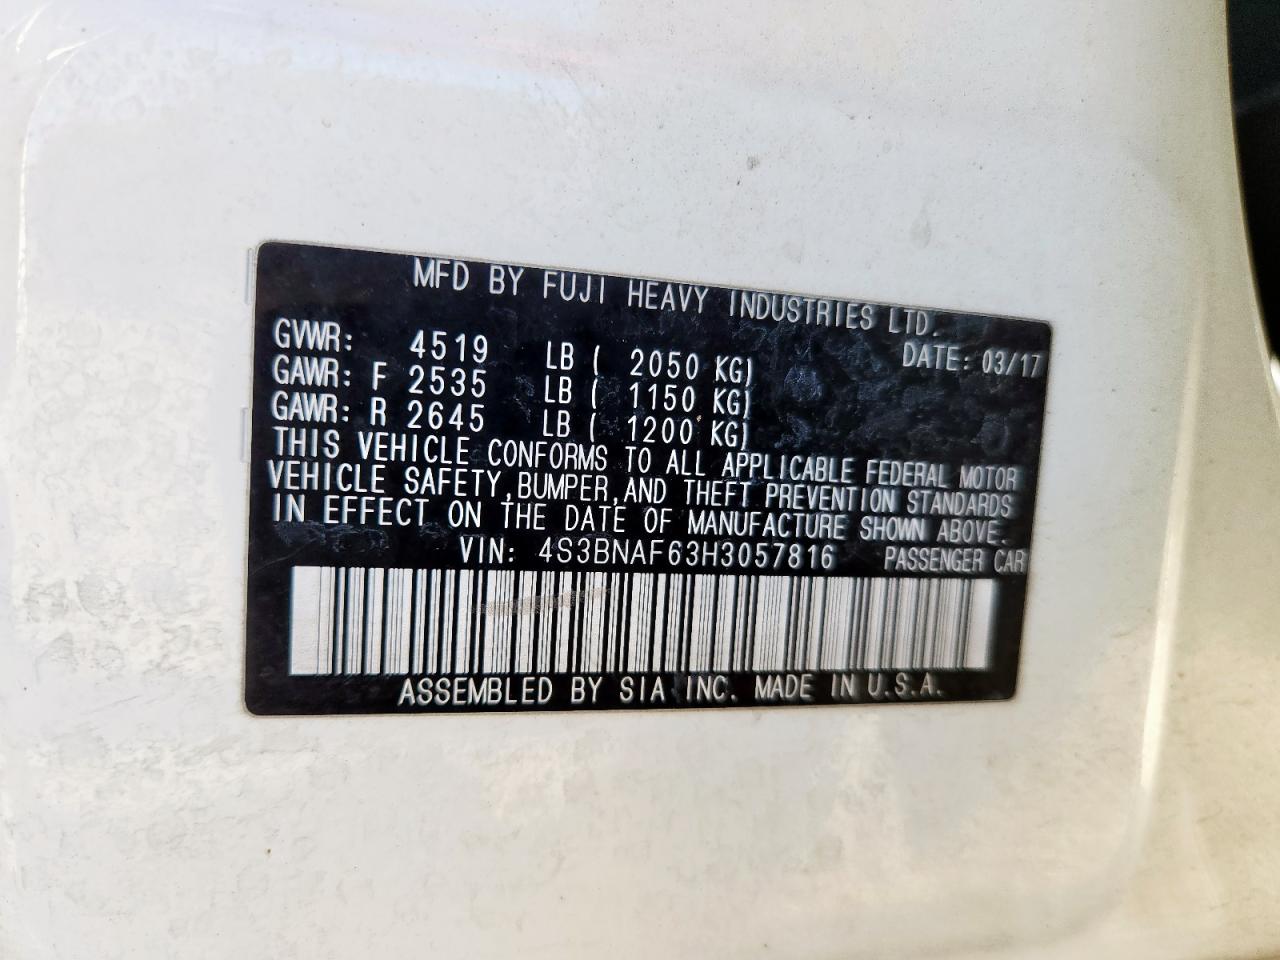 MFD BY FUJI HEAVY INDUSTRIES LTD.
GVWR: 4519 LB ( 2050 KG) DATE: 03/17
GAWR: F 2535 LB ( 1150 KG)
GAWR: R 2645 LB ( 1200 KG)
THIS VEHICLE CONFORMS TO ALL APPLICABLE FEDERAL MOTOR
VEHICLE SAFETY, BUMPER, AND THEFT PREVENTION STANDARDS
IN EFFECT ON THE DATE OF MANUFACTURE SHOWN ABOVE.
VIN: 4S3BNAF63H3057816 PASSENGER CAR
ASSEMBLED BY SIA INC. MADE IN U.S.A.